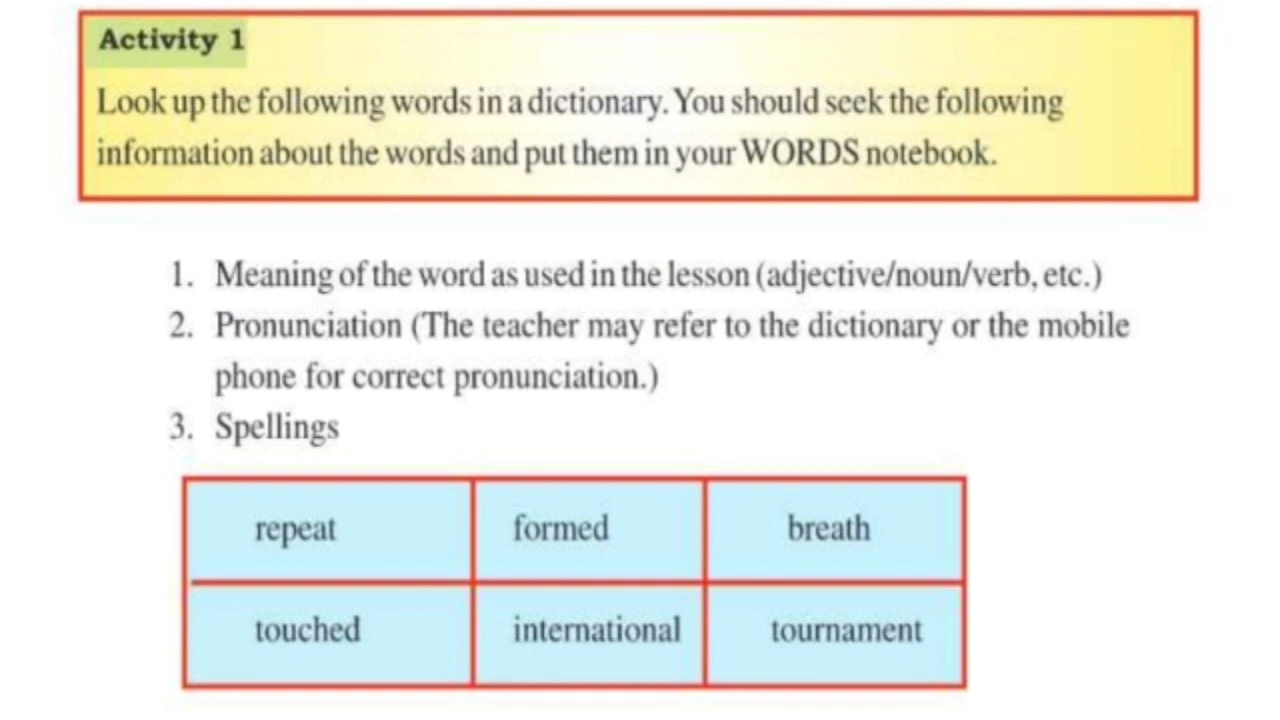 Activity 1
Look up the following words in a dictionary. You should seek the following
information about the words and put them in your WORDS notebook.
1. Meaning of the word as used in the lesson (adjective/noun/verb, etc.)
2. Pronunciation (The teacher may refer to the dictionary or the mobile
phone for correct pronunciation.)
3. Spellings
repeat formed breath
touched international tournament